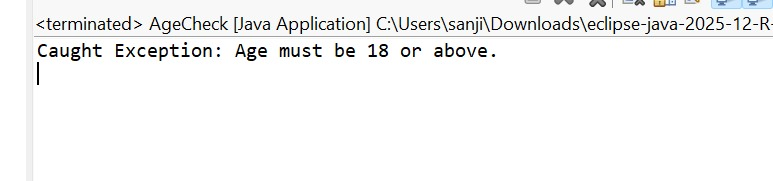 <terminated> AgeCheck [Java Application] C:\Users\sanji\Downloads\eclipse-java-2025-12-R-
Caught Exception: Age must be 18 or above.